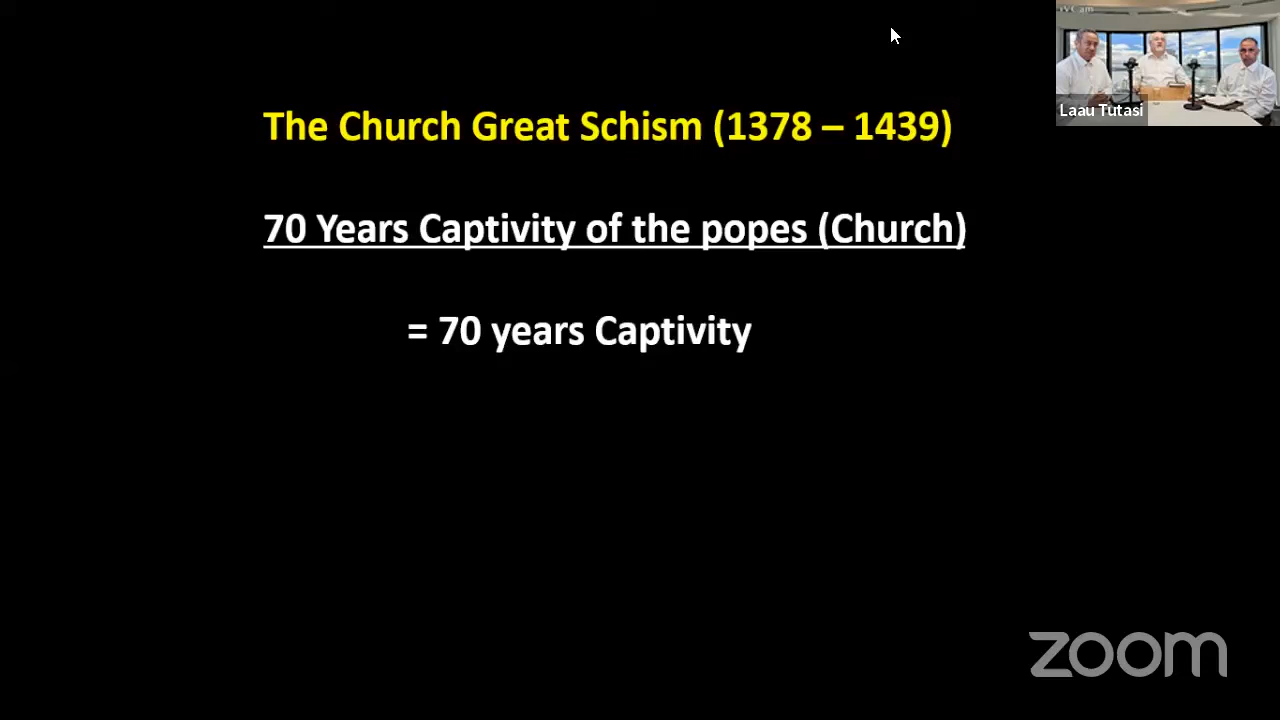 The Church Great Schism (1378 – 1439)
70 Years Captivity of the popes (Church)
= 70 years Captivity
Laau Tutasi
zoom